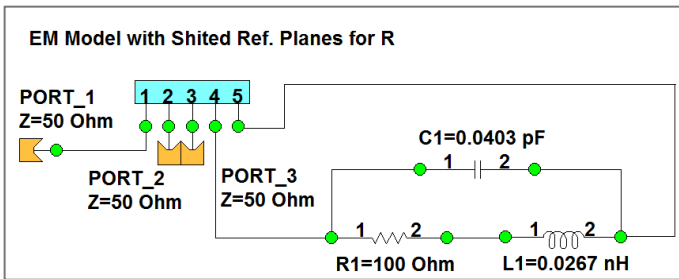 EM Model with Shited Ref. Planes for R
PORT_1
Z=50 Ohm
1 2 3 4 5
PORT_2
Z=50 Ohm
PORT_3
Z=50 Ohm
C1=0.0403 pF
1 2
1 2
R1=100 Ohm
1 2
L1=0.0267 nH